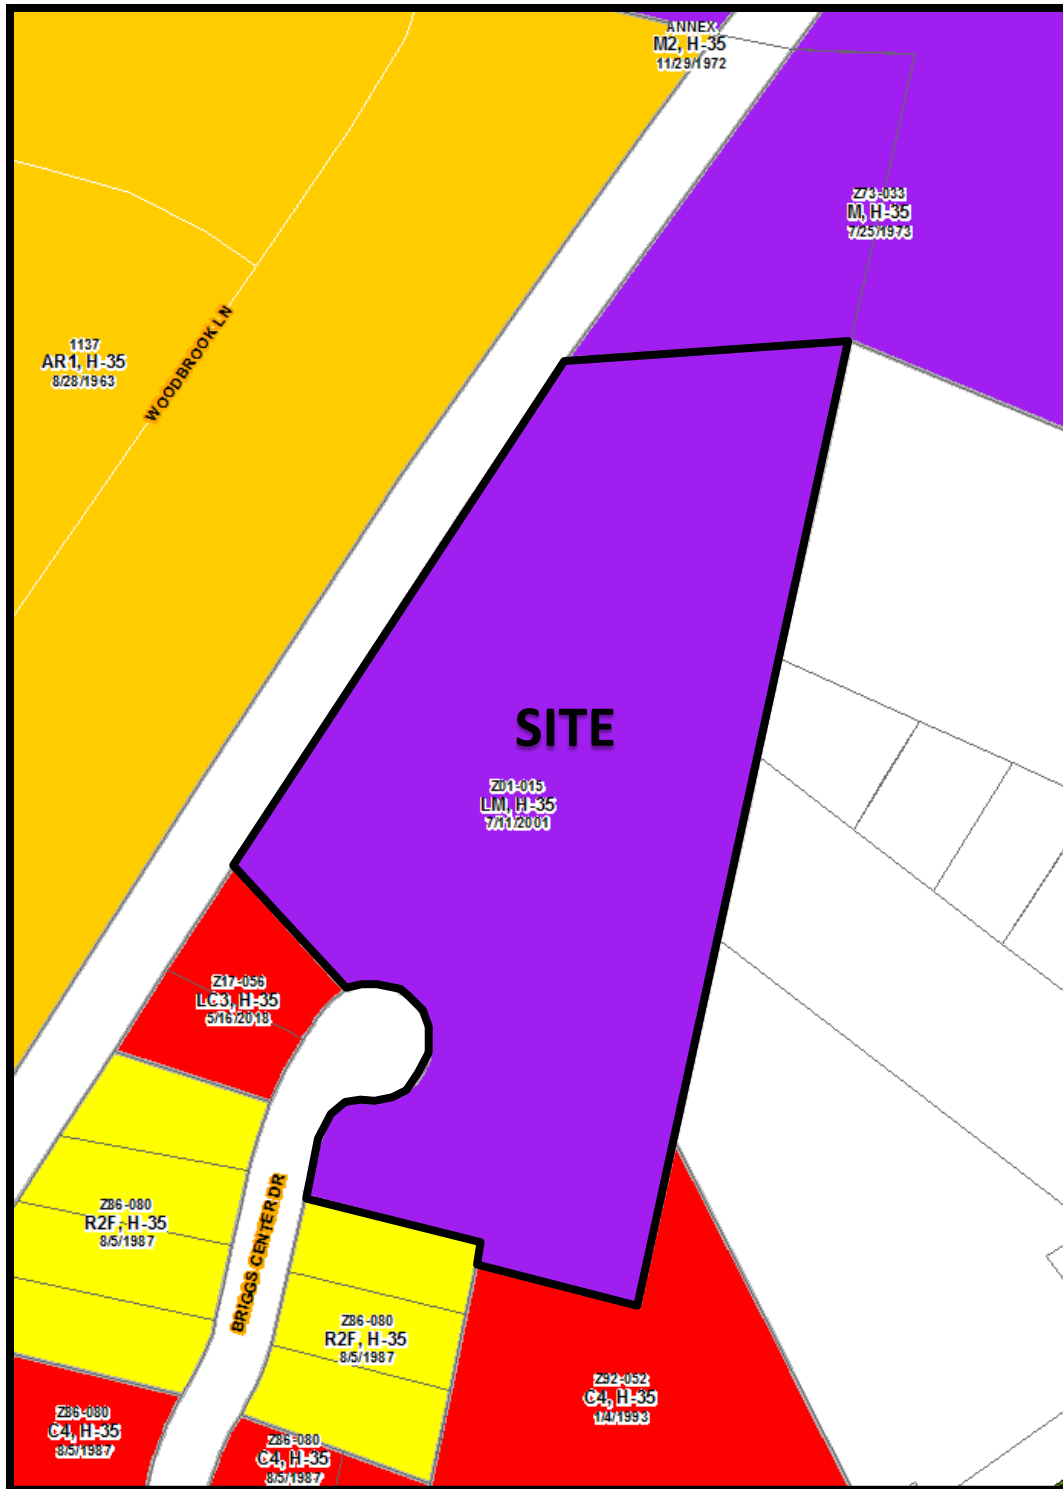 ANNEX
M2, H-35
11/29/1972
Z73-033
M, H-35
7/25/1973
1137
AR1, H-35
8/28/1963
WOODBROOK LN
SITE
Z01-015
LM, H-35
7/11/2001
Z17-056
LC3, H-35
5/16/2018
Z86-080
R2F, H-35
8/5/1987
BRIGGS CENTER DR
Z86-080
R2F, H-35
8/5/1987
Z92-052
C4, H-35
1/4/1993
Z86-080
C4, H-35
8/5/1987
Z86-080
C4, H-35
8/5/1987